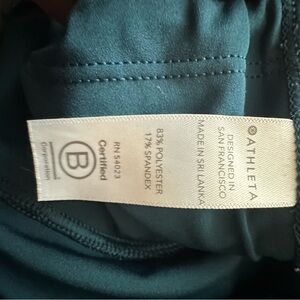 ATHLETA
DESIGNED IN
SAN FRANCISCO
MADE IN SRI LANKA
83% POLYESTER
17% SPANDEX
RN 54023
Certified
B
Corporation